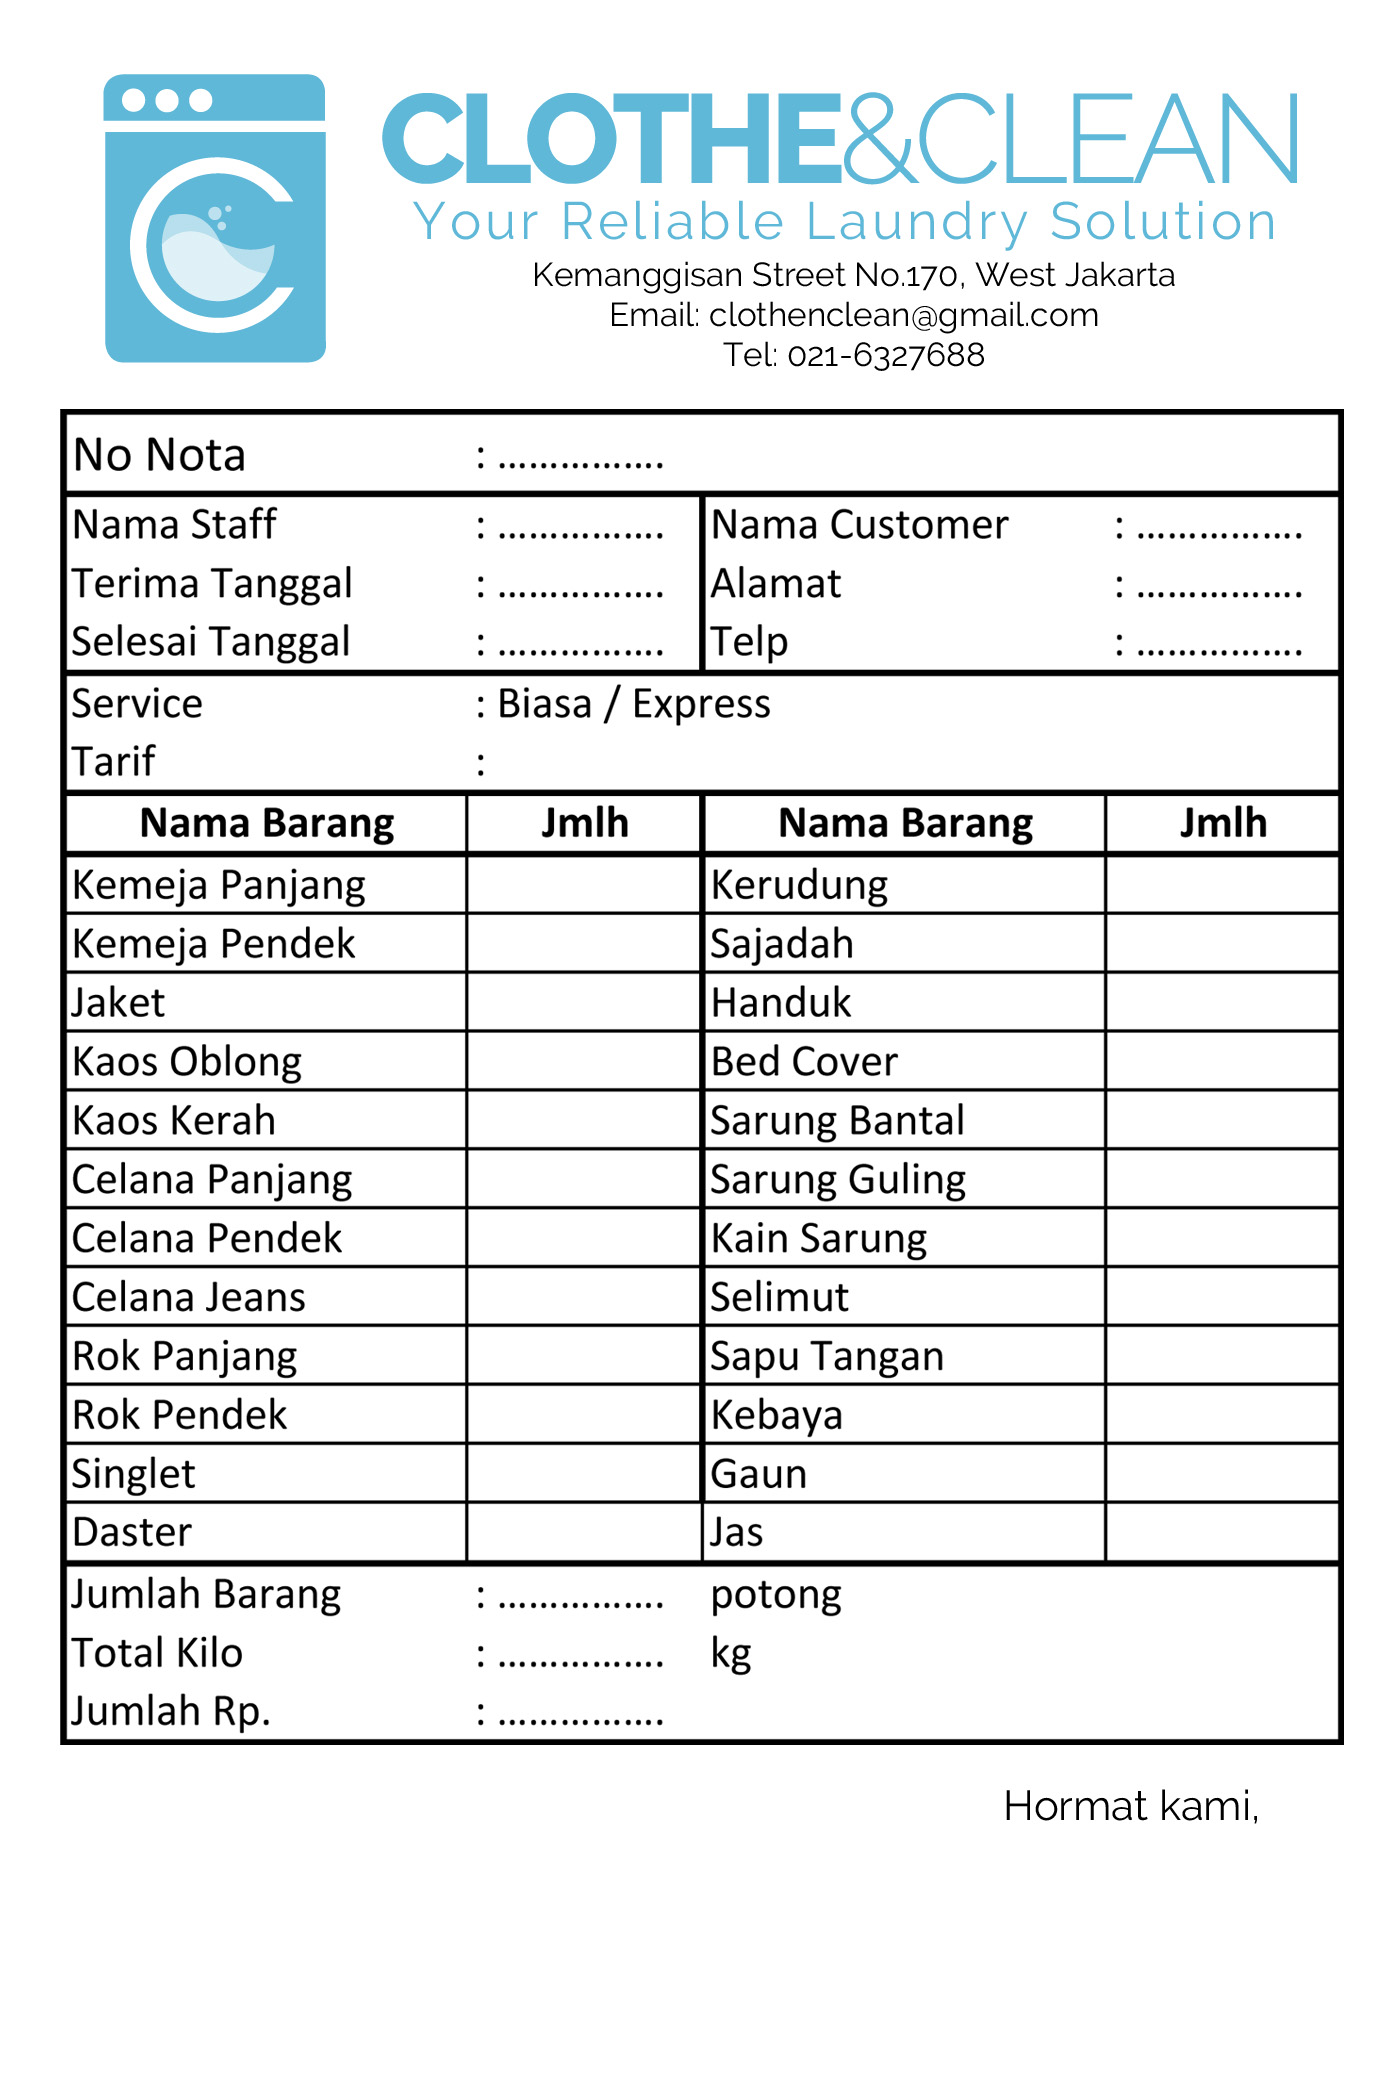 CLOTHE&CLEAN
Your Reliable Laundry Solution
Kemanggisan Street No.170, West Jakarta
Email: clothenclean@gmail.com
Tel: 021-6327688
No Nota : ................
Nama Staff : ................ Nama Customer : ................
Terima Tanggal : ................ Alamat : ................
Selesai Tanggal : ................ Telp : ................
Service : Biasa / Express
Tarif :
Nama Barang Jmlh Nama Barang Jmlh
Kemeja Panjang Kerudung
Kemeja Pendek Sajadah
Jaket Handuk
Kaos Oblong Bed Cover
Kaos Kerah Sarung Bantal
Celana Panjang Sarung Guling
Celana Pendek Kain Sarung
Celana Jeans Selimut
Rok Panjang Sapu Tangan
Rok Pendek Kebaya
Singlet Gaun
Daster Jas
Jumlah Barang : ................ potong
Total Kilo : ................ kg
Jumlah Rp. : ................
Hormat kami,